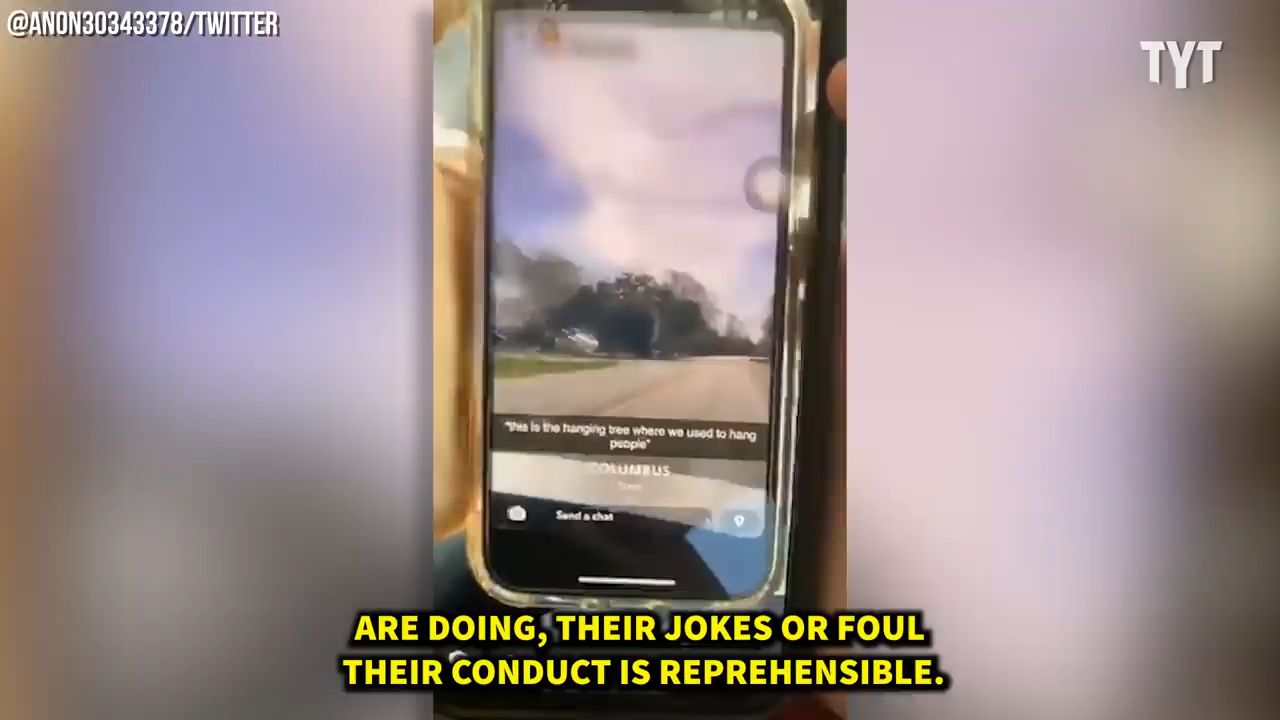 @ANON30343378/TWITTER
TYT
"this is the hanging tree where we used to hang
people"
COLUMBUS
Send a chat
ARE DOING, THEIR JOKES OR FOUL
THEIR CONDUCT IS REPREHENSIBLE.